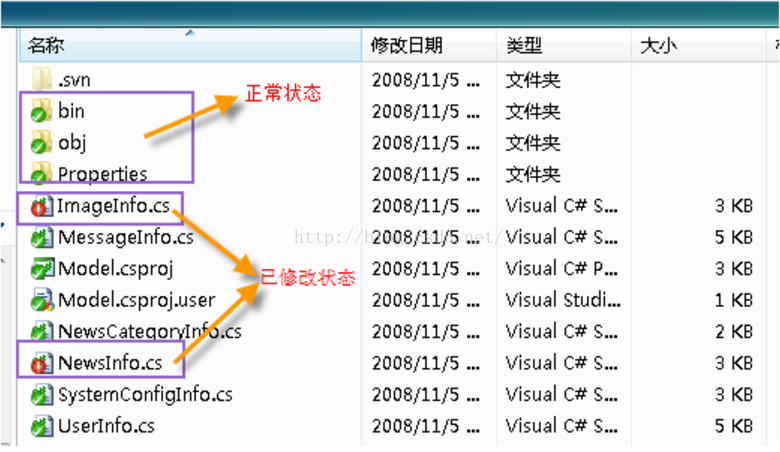 名称 修改日期 类型 大小
.svn 2008/11/5 ... 文件夹
bin 2008/11/5 ... 文件夹
正常状态
obj 2008/11/5 ... 文件夹
Properties 2008/11/5 ... 文件夹
ImageInfo.cs 2008/11/5 ... Visual C# S... 3 KB
MessageInfo.cs 2008/11/5 ... Visual C# S... 5 KB
Model.csproj 2008/11/5 ... Visual C# P... 3 KB
已修改状态
Model.csproj.user 2008/11/5 ... Visual Studi... 1 KB
NewsCategoryInfo.cs 2008/11/5 ... Visual C# S... 2 KB
NewsInfo.cs 2008/11/5 ... Visual C# S... 3 KB
SystemConfigInfo.cs 2008/11/5 ... Visual C# S... 3 KB
UserInfo.cs 2008/11/5 ... Visual C# S... 5 KB